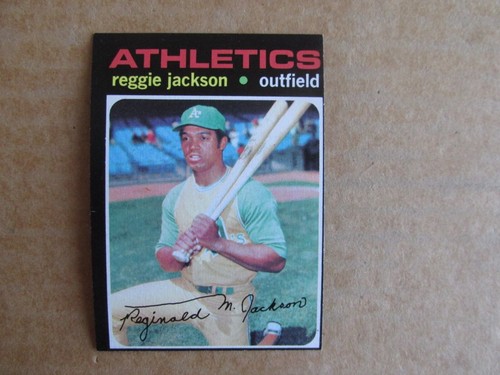 ATHLETICS
reggie jackson • outfield
A
Reginald M. Jackson